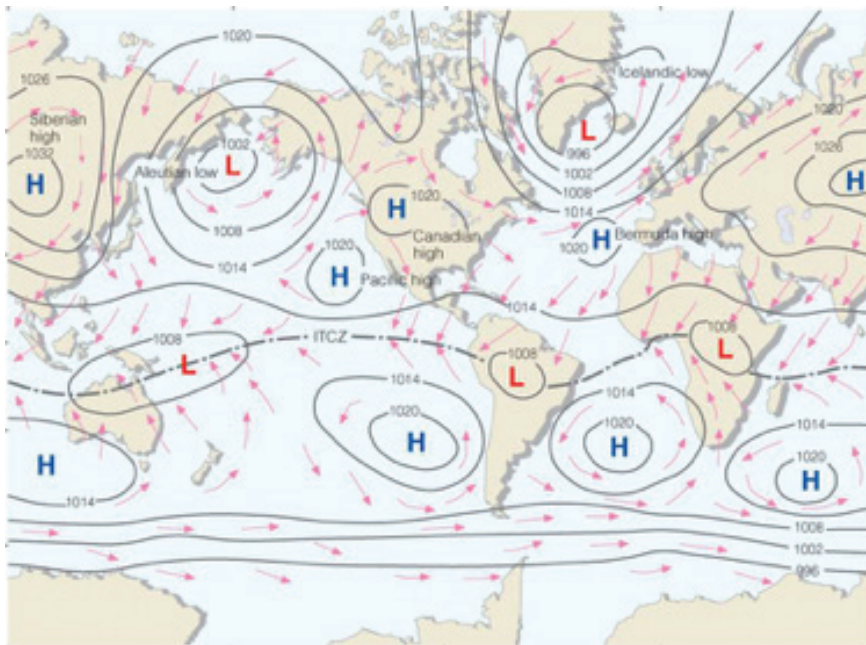 1020
1026
Siberian
high
1032
H
Aleutian low
1002
L
1008
1014
1020
H
Canadian
high
1020
H
Pacific high
Icelandic low
L
996
1002
1008
1014
1020
H
Bermuda high
1020
1026
H
1014
ITCZ
1008
L
1008
L
1008
L
H
1014
1014
1020
H
1014
1020
H
1014
1020
H
1008
1002
996